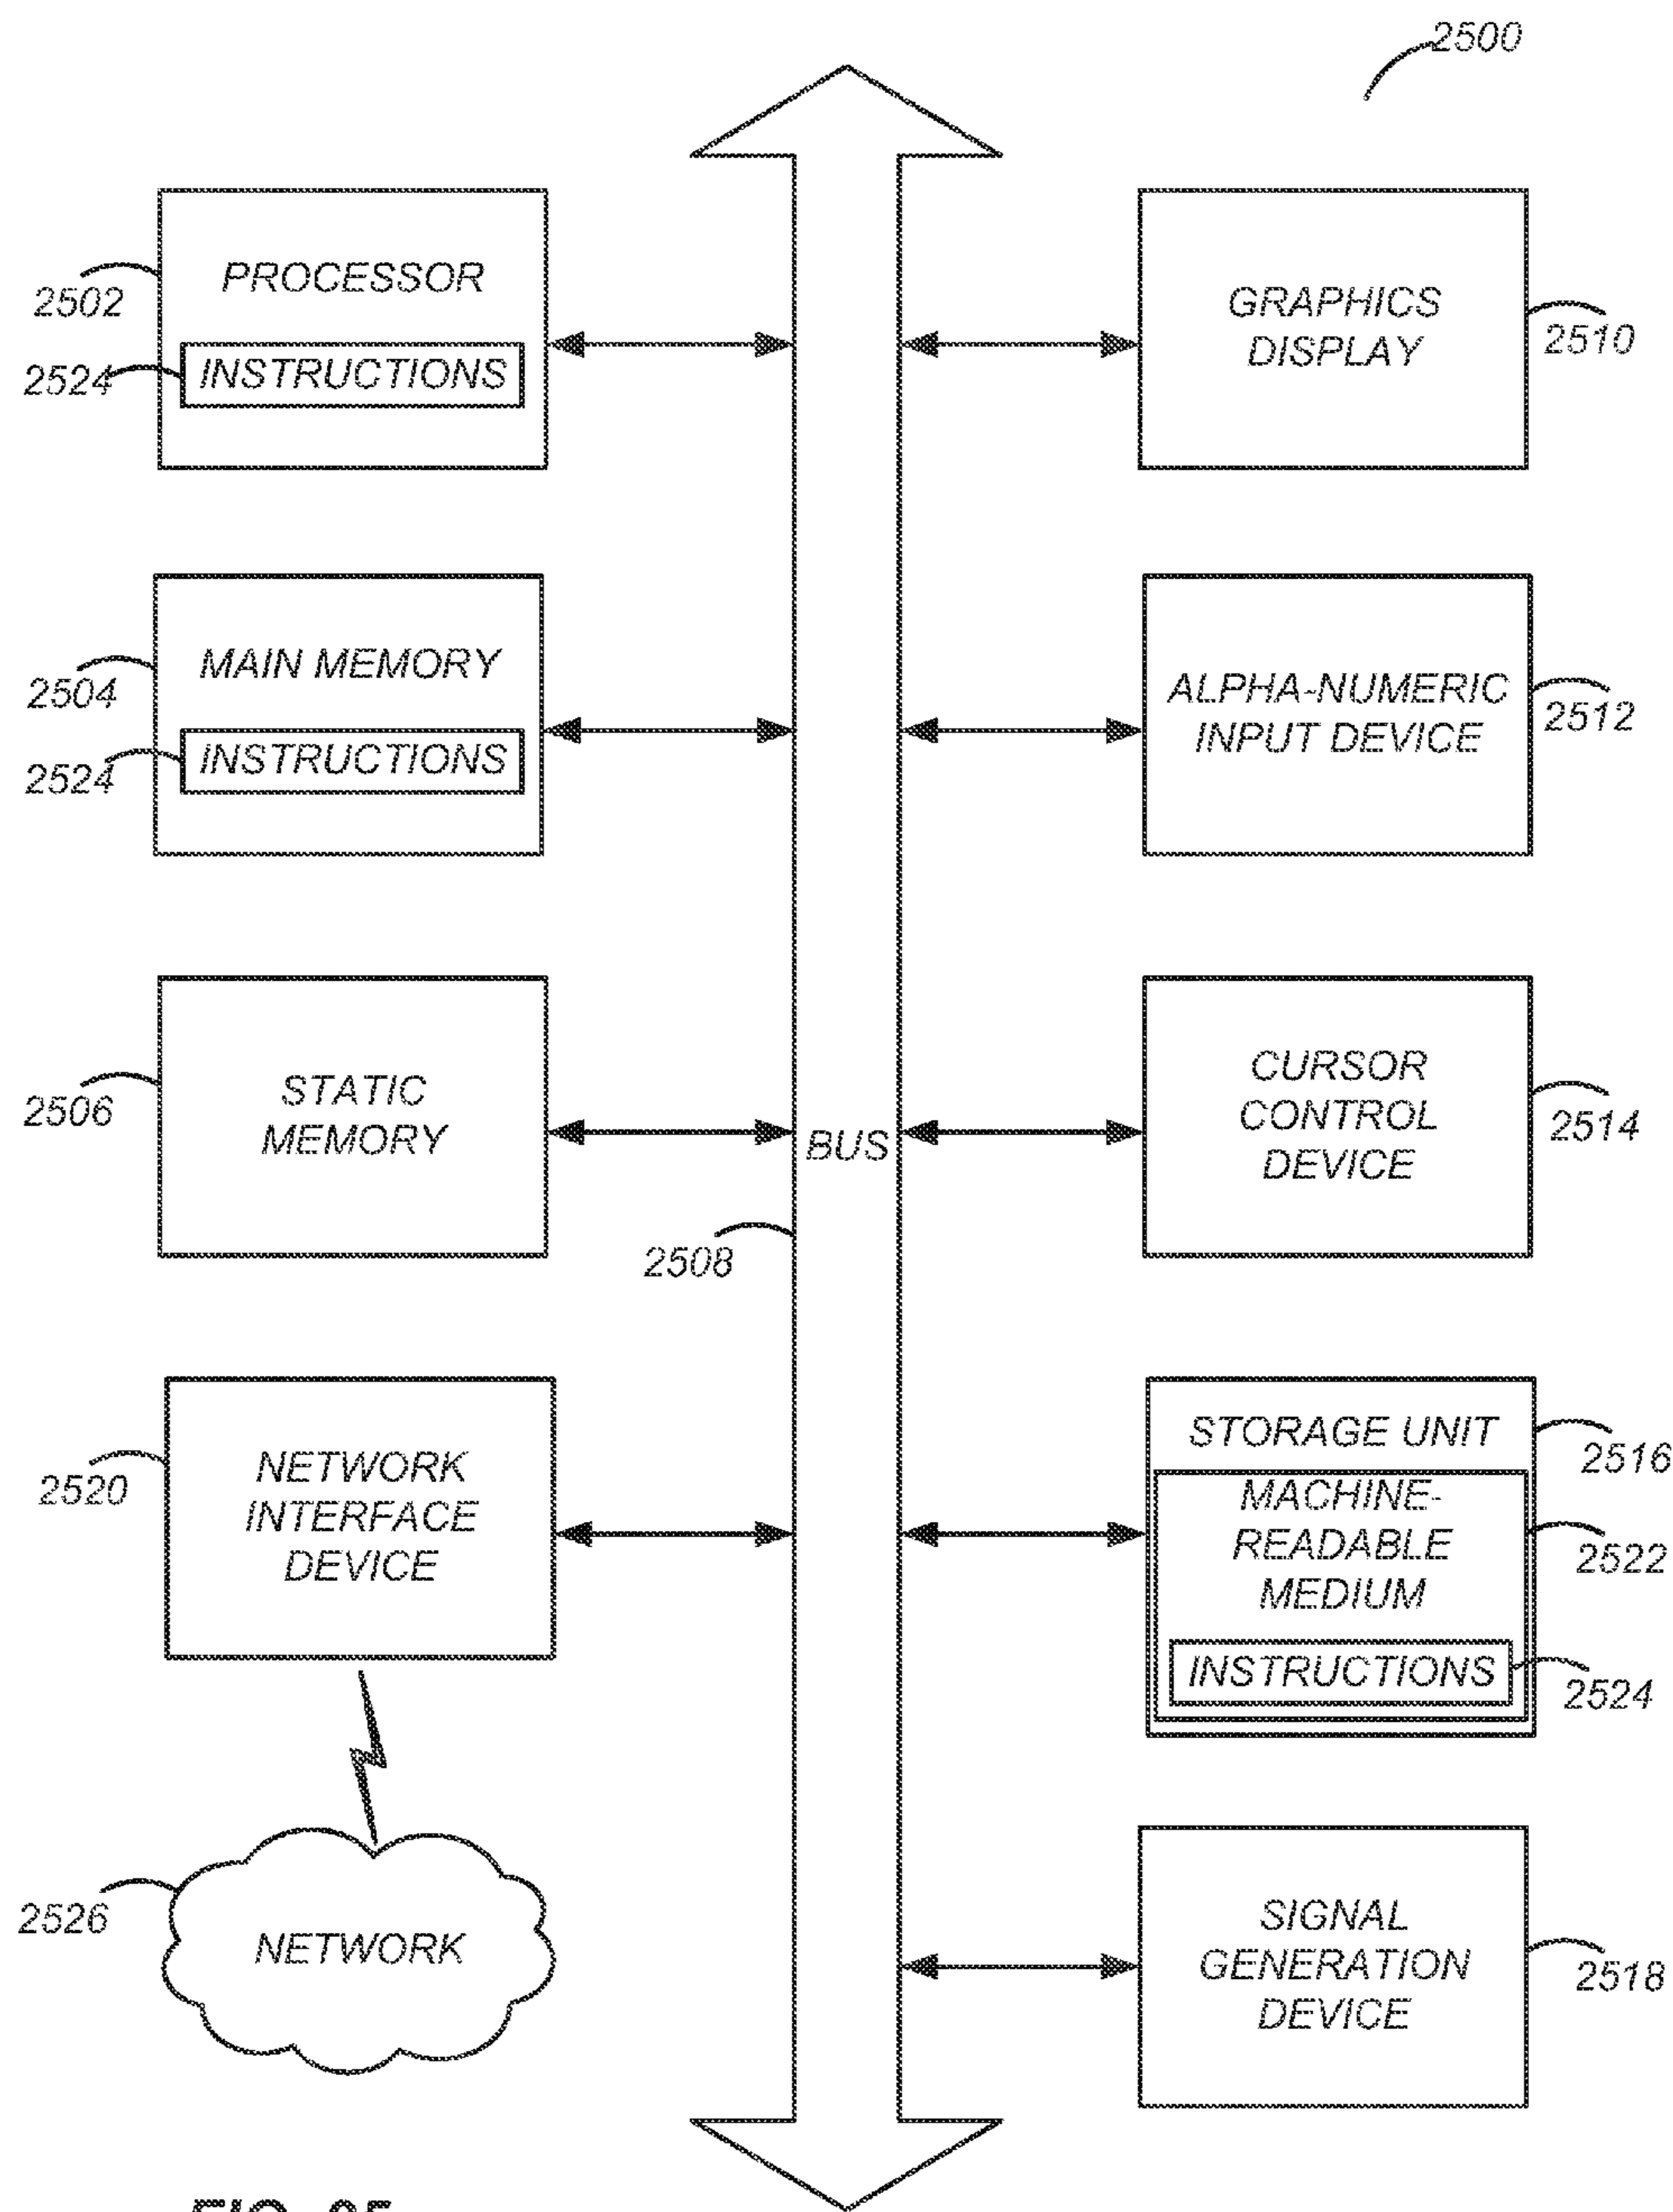 2500
PROCESSOR
2502
INSTRUCTIONS
2524
GRAPHICS
DISPLAY
2510
MAIN MEMORY
2504
INSTRUCTIONS
2524
ALPHA-NUMERIC
INPUT DEVICE
2512
STATIC
MEMORY
2506
BUS
2508
CURSOR
CONTROL
DEVICE
2514
NETWORK
INTERFACE
DEVICE
2520
STORAGE UNIT
2516
MACHINE-
READABLE
MEDIUM
2522
INSTRUCTIONS
2524
NETWORK
2526
SIGNAL
GENERATION
DEVICE
2518